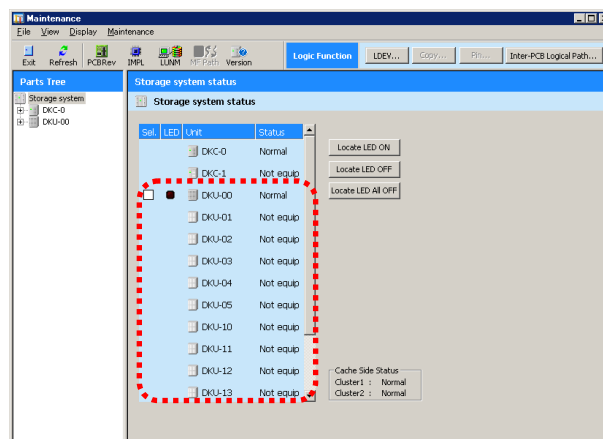 Maintenance
File View Display Maintenance
Exit Refresh PCBRev IMPL LUNM MF Path Version Logic Function LDEV... Copy... Pin... Inter-PCB Logical Path...
Parts Tree
Storage system
DKC-0
DKU-00
Storage system status
Storage system status
Sel. LED Unit Status
DKC-0 Normal
DKC-1 Not equip
DKU-00 Normal
DKU-01 Not equip
DKU-02 Not equip
DKU-03 Not equip
DKU-04 Not equip
DKU-05 Not equip
DKU-10 Not equip
DKU-11 Not equip
DKU-12 Not equip
DKU-13 Not equip
Locate LED ON
Locate LED OFF
Locate LED All OFF
Cache Side Status
Cluster1 : Normal
Cluster2 : Normal